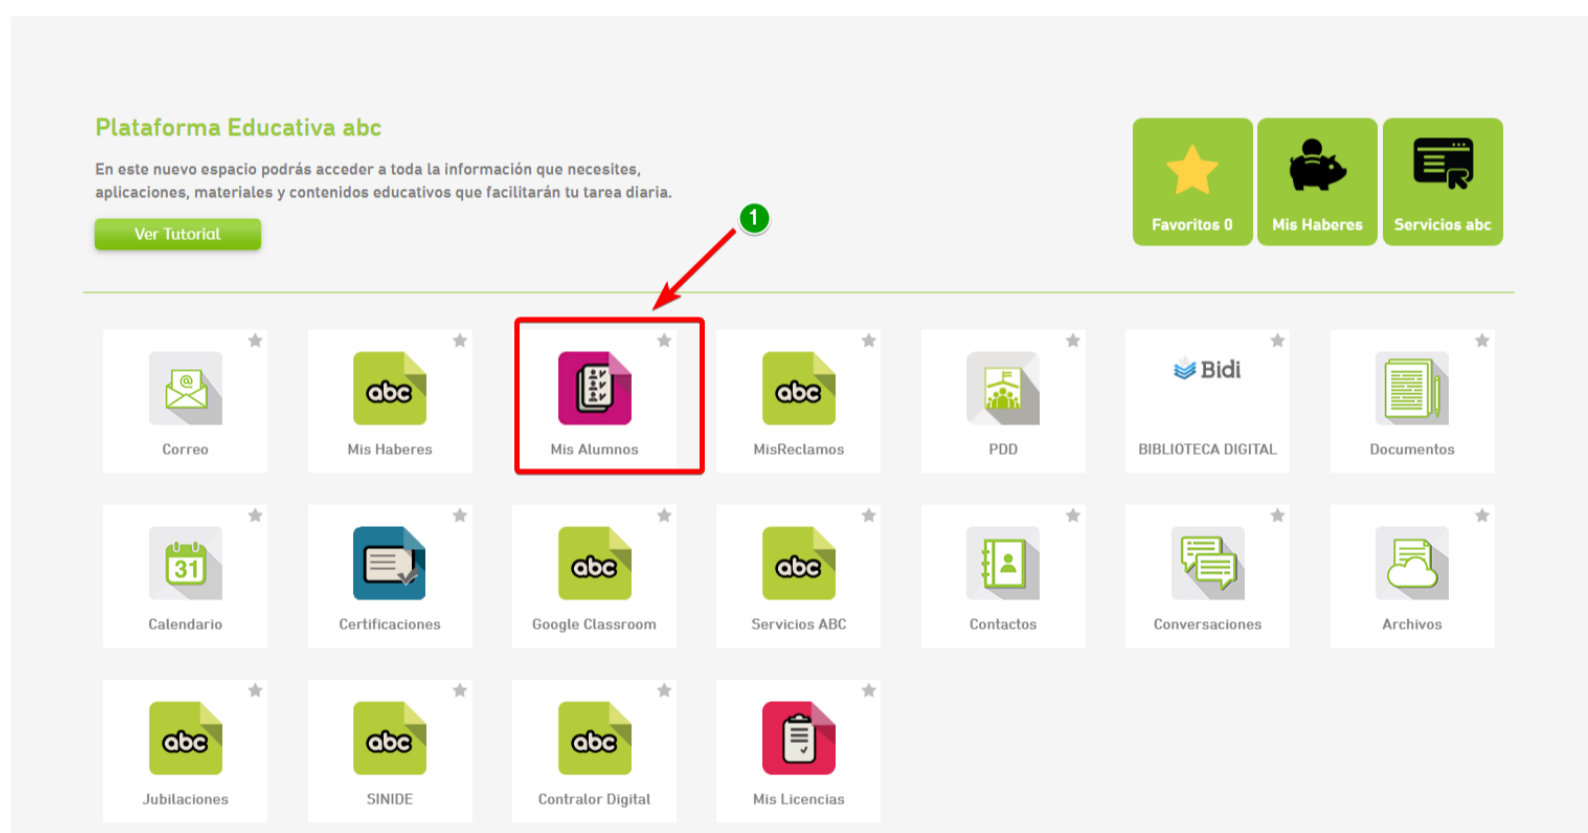 Plataforma Educativa abc
En este nuevo espacio podrás acceder a toda la información que necesites,
aplicaciones, materiales y contenidos educativos que facilitarán tu tarea diaria.
Ver Tutorial
1
Favoritos 0
Mis Haberes
Servicios abc
@
Correo
abc
Mis Haberes
Mis Alumnos
abc
MisReclamos
PDD
Bidi
BIBLIOTECA DIGITAL
Documentos
31
Calendario
Certificaciones
abc
Google Classroom
abc
Servicios ABC
Contactos
Conversaciones
Archivos
abc
Jubilaciones
abc
SINIDE
abc
Contralor Digital
Mis Licencias